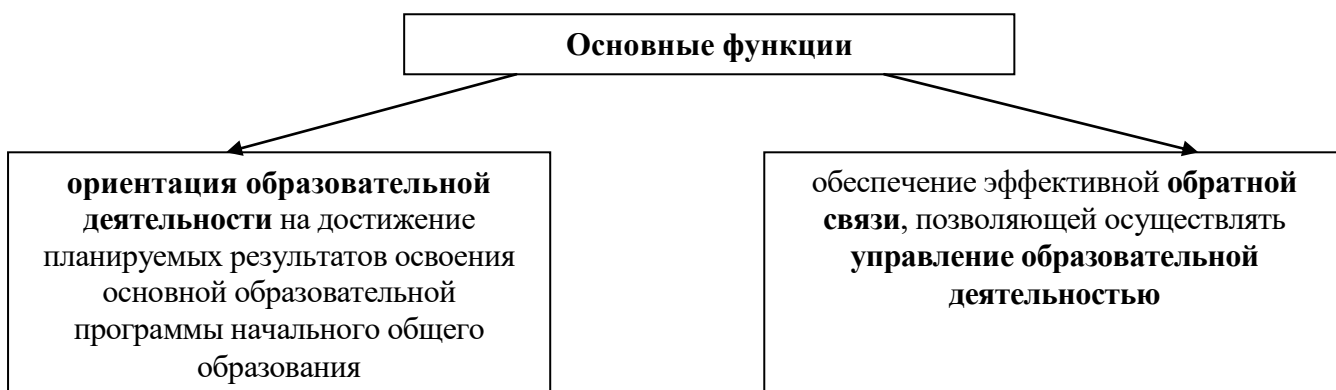 Основные функции
ориентация образовательной
деятельности на достижение
планируемых результатов освоения
основной образовательной
программы начального общего
образования
обеспечение эффективной обратной
связи, позволяющей осуществлять
управление образовательной
деятельностью